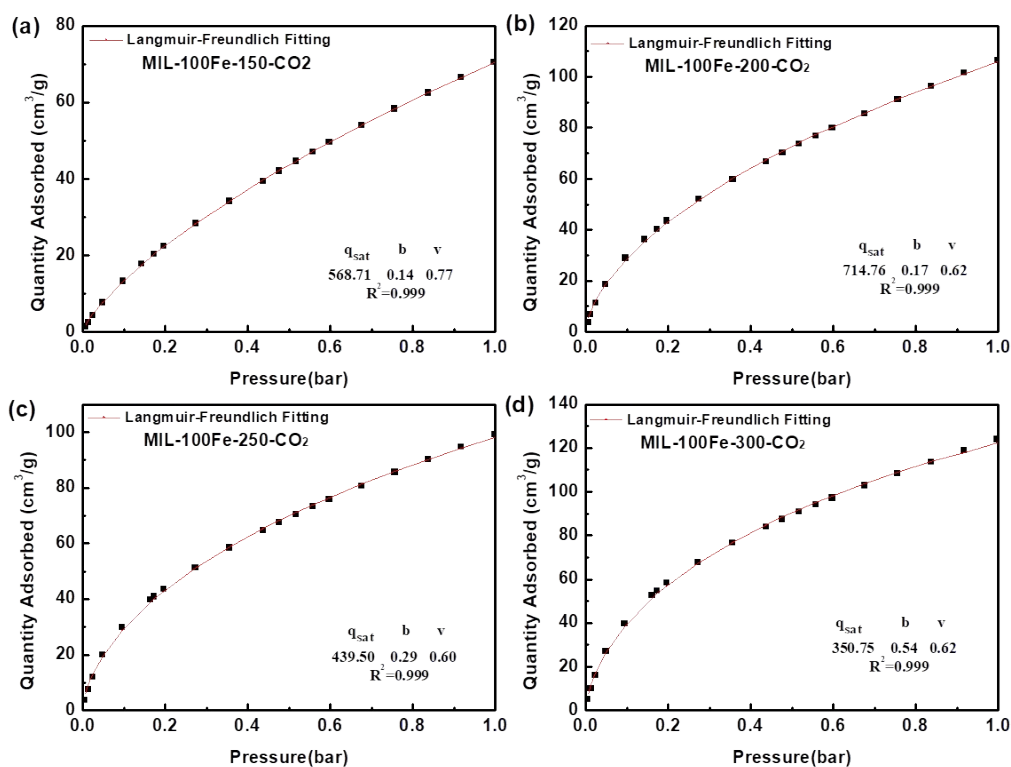 (a)
Langmuir-Freundlich Fitting
MIL-100Fe-150-CO2
Quantity Adsorbed (cm³/g)
80
60
40
20
0
q_sat b v
568.71 0.14 0.77
R²=0.999
0.0 0.2 0.4 0.6 0.8 1.0
Pressure(bar)
(b)
Langmuir-Freundlich Fitting
MIL-100Fe-200-CO₂
Quantity Adsorbed (cm³/g)
120
100
80
60
40
20
0
q_sat b v
714.76 0.17 0.62
R²=0.999
0.0 0.2 0.4 0.6 0.8 1.0
Pressure(bar)
(c)
Langmuir-Freundlich Fitting
MIL-100Fe-250-CO₂
Quantity Adsorbed (cm³/g)
100
80
60
40
20
0
q_sat b v
439.50 0.29 0.60
R²=0.999
0.0 0.2 0.4 0.6 0.8 1.0
Pressure(bar)
(d)
Langmuir-Freundlich Fitting
MIL-100Fe-300-CO₂
Quantity Adsorbed (cm³/g)
140
120
100
80
60
40
20
0
q_sat b v
350.75 0.54 0.62
R²=0.999
0.0 0.2 0.4 0.6 0.8 1.0
Pressure(bar)